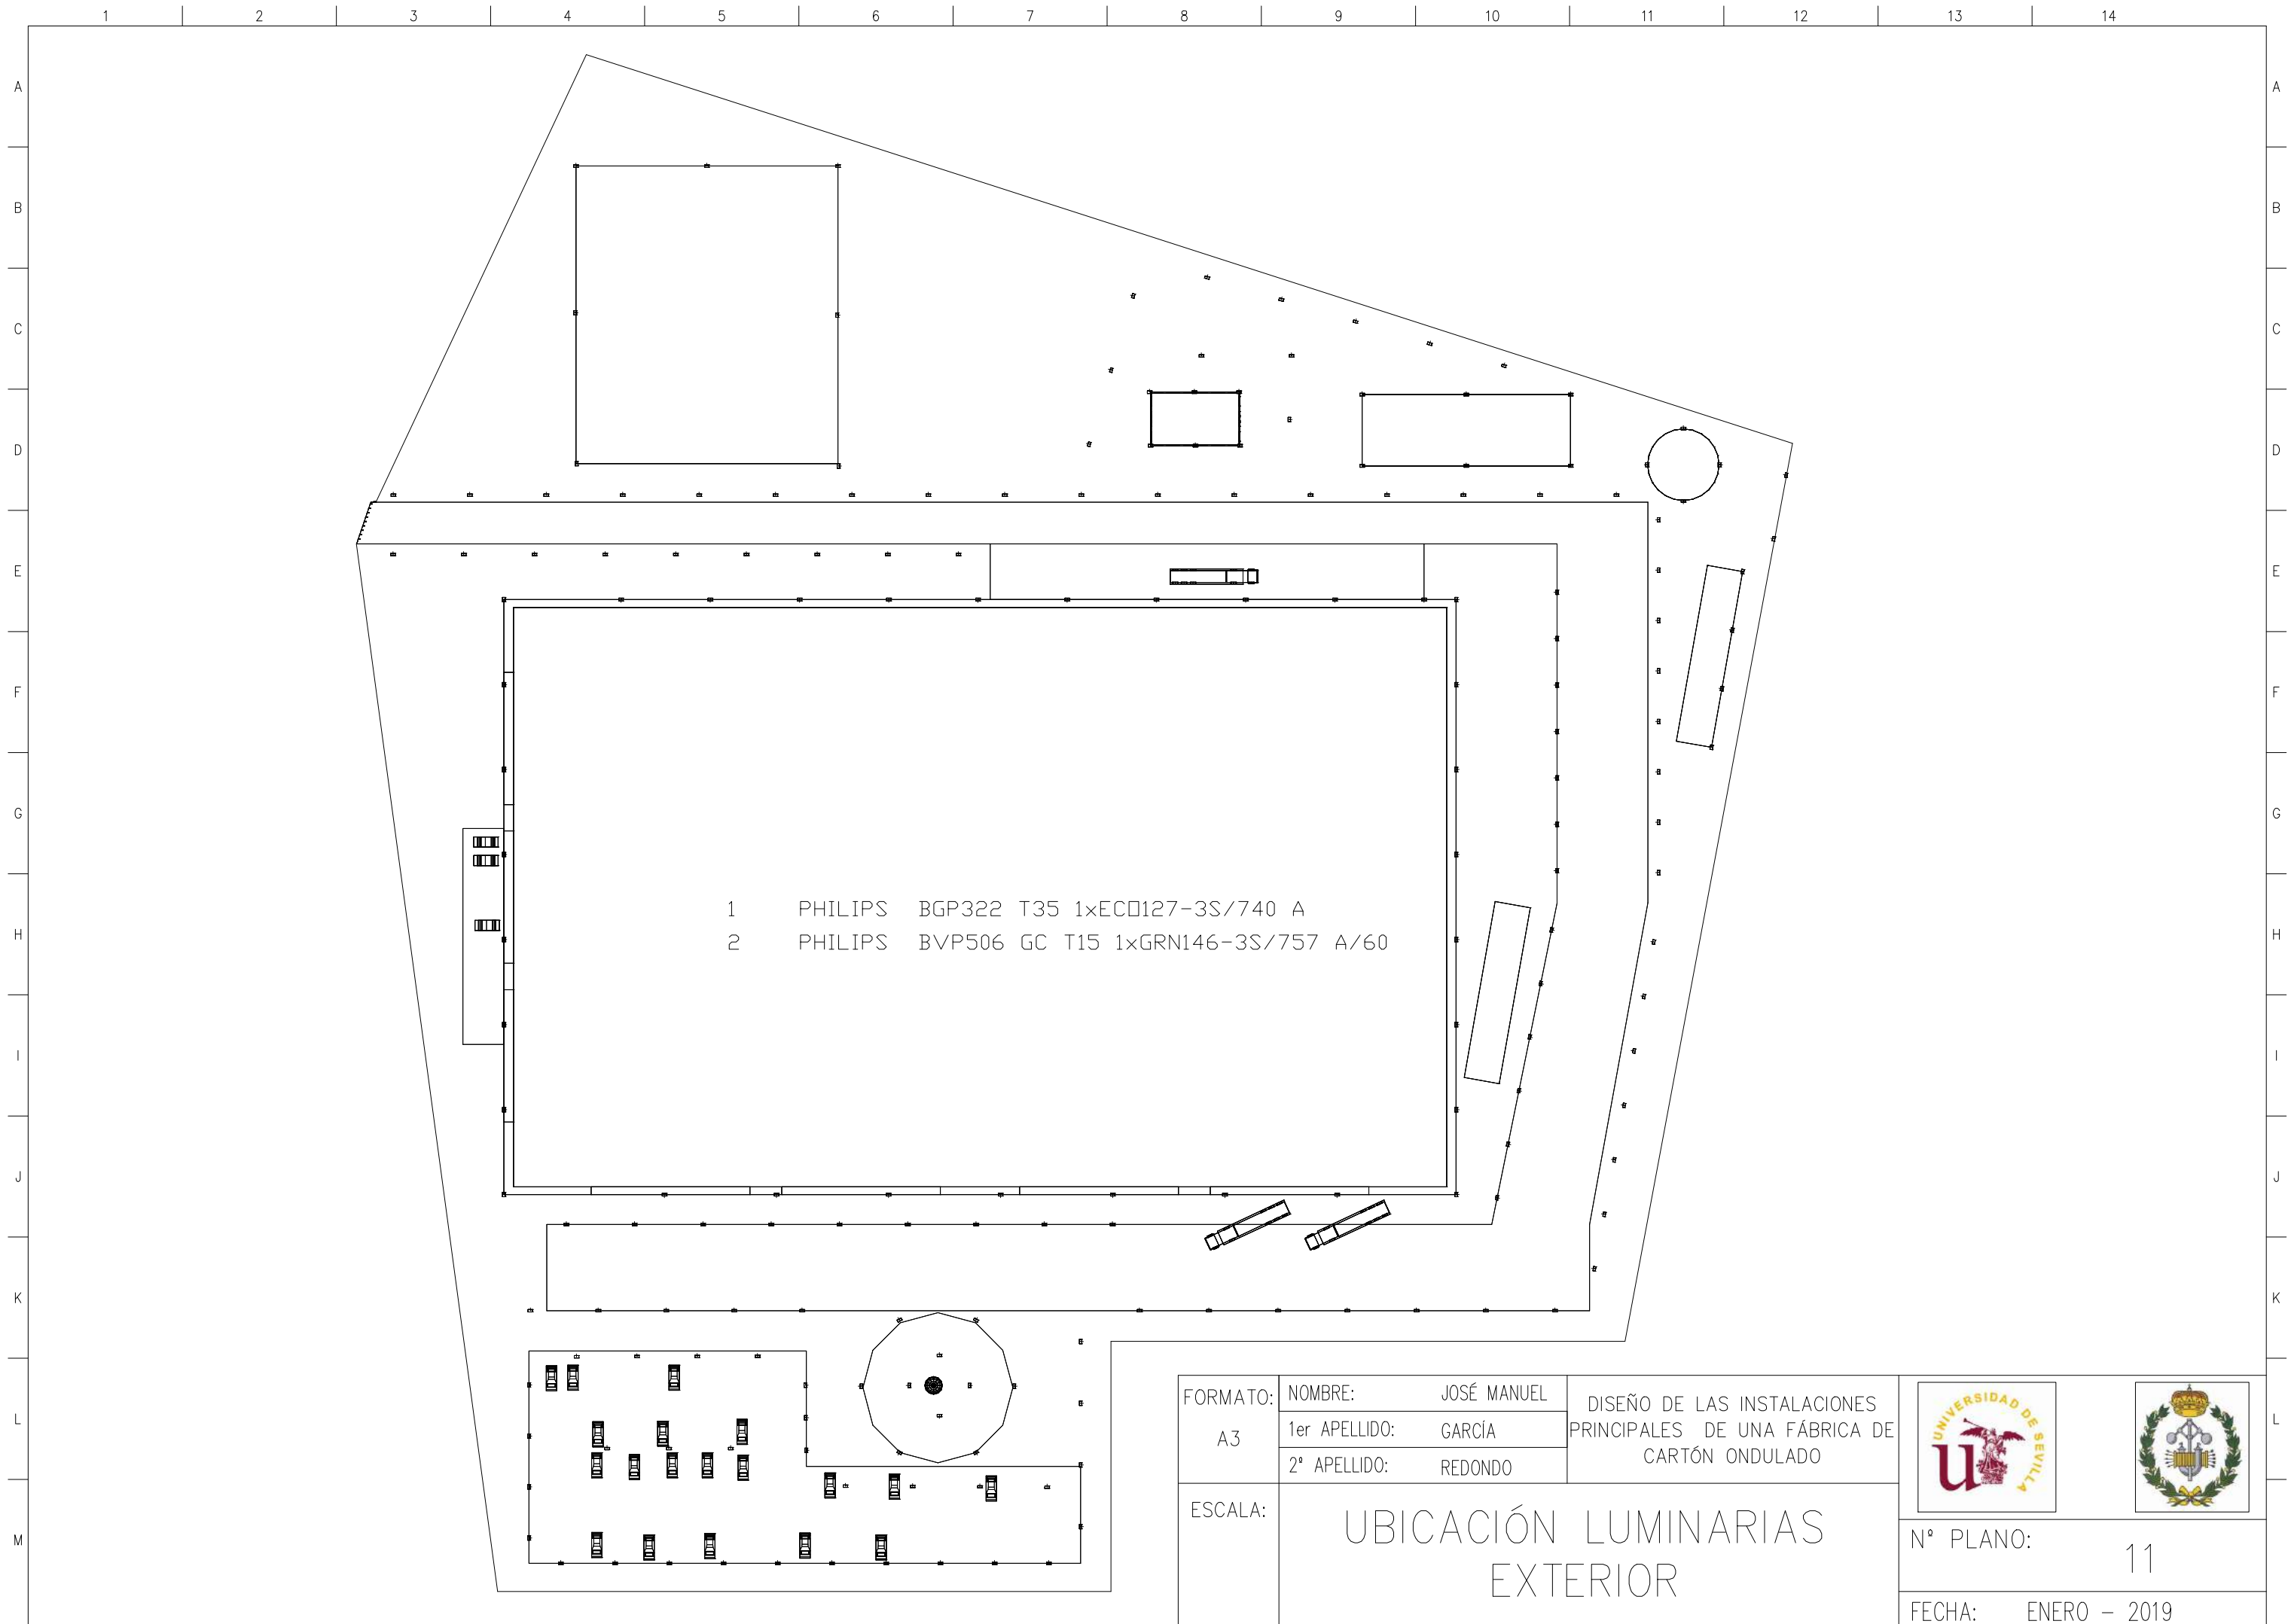 1 2 3 4 5 6 7 8 9 10 11 12 13 14
A A
B B
C C
D D
E E
F F
G G
H H
I I
J J
K K
L L
M
1 PHILIPS BGP322 T35 1xECO127-3S/740 A
2 PHILIPS BVP506 GC T15 1xGRN146-3S/757 A/60
FORMATO:
A3
NOMBRE: JOSÉ MANUEL
1er APELLIDO: GARCÍA
2º APELLIDO: REDONDO
DISEÑO DE LAS INSTALACIONES
PRINCIPALES DE UNA FÁBRICA DE
CARTÓN ONDULADO
UNIVERSIDAD DE SEVILLA
ESCALA:
UBICACIÓN LUMINARIAS
EXTERIOR
Nº PLANO: 11
FECHA: ENERO - 2019